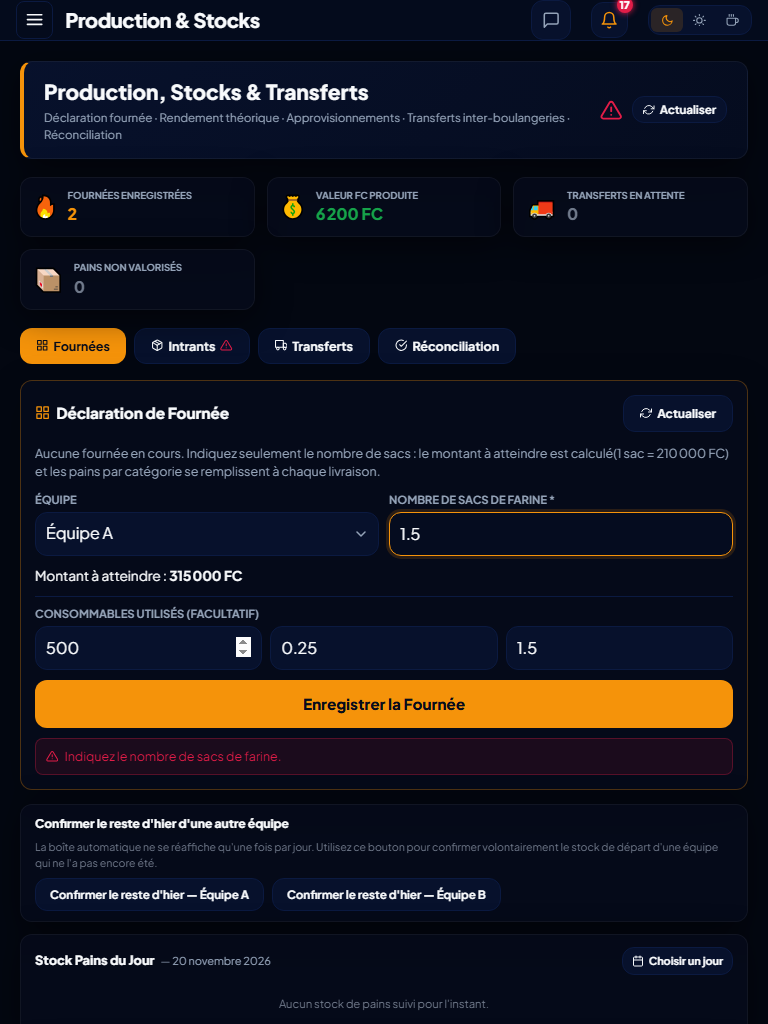 Production & Stocks
17
Production, Stocks & Transferts
Déclaration fournée · Rendement théorique · Approvisionnements · Transferts inter-boulangeries ·
Réconciliation
Actualiser
FOURNÉES ENREGISTRÉES
2
VALEUR FC PRODUITE
6 200 FC
TRANSFERTS EN ATTENTE
0
PAINS NON VALORISÉS
0
Fournées
Intrants
Transferts
Réconciliation
Déclaration de Fournée
Actualiser
Aucune fournée en cours. Indiquez seulement le nombre de sacs : le montant à atteindre est calculé(1 sac = 210 000 FC)
et les pains par catégorie se remplissent à chaque livraison.
ÉQUIPE
NOMBRE DE SACS DE FARINE *
Équipe A
1.5
Montant à atteindre : 315 000 FC
CONSOMMABLES UTILISÉS (FACULTATIF)
500
0.25
1.5
Enregistrer la Fournée
Indiquez le nombre de sacs de farine.
Confirmer le reste d'hier d'une autre équipe
La boîte automatique ne se réaffiche qu'une fois par jour. Utilisez ce bouton pour confirmer volontairement le stock de départ d'une équipe
qui ne l'a pas encore été.
Confirmer le reste d'hier — Équipe A
Confirmer le reste d'hier — Équipe B
Stock Pains du Jour — 20 novembre 2026
Choisir un jour
Aucun stock de pains suivi pour l'instant.